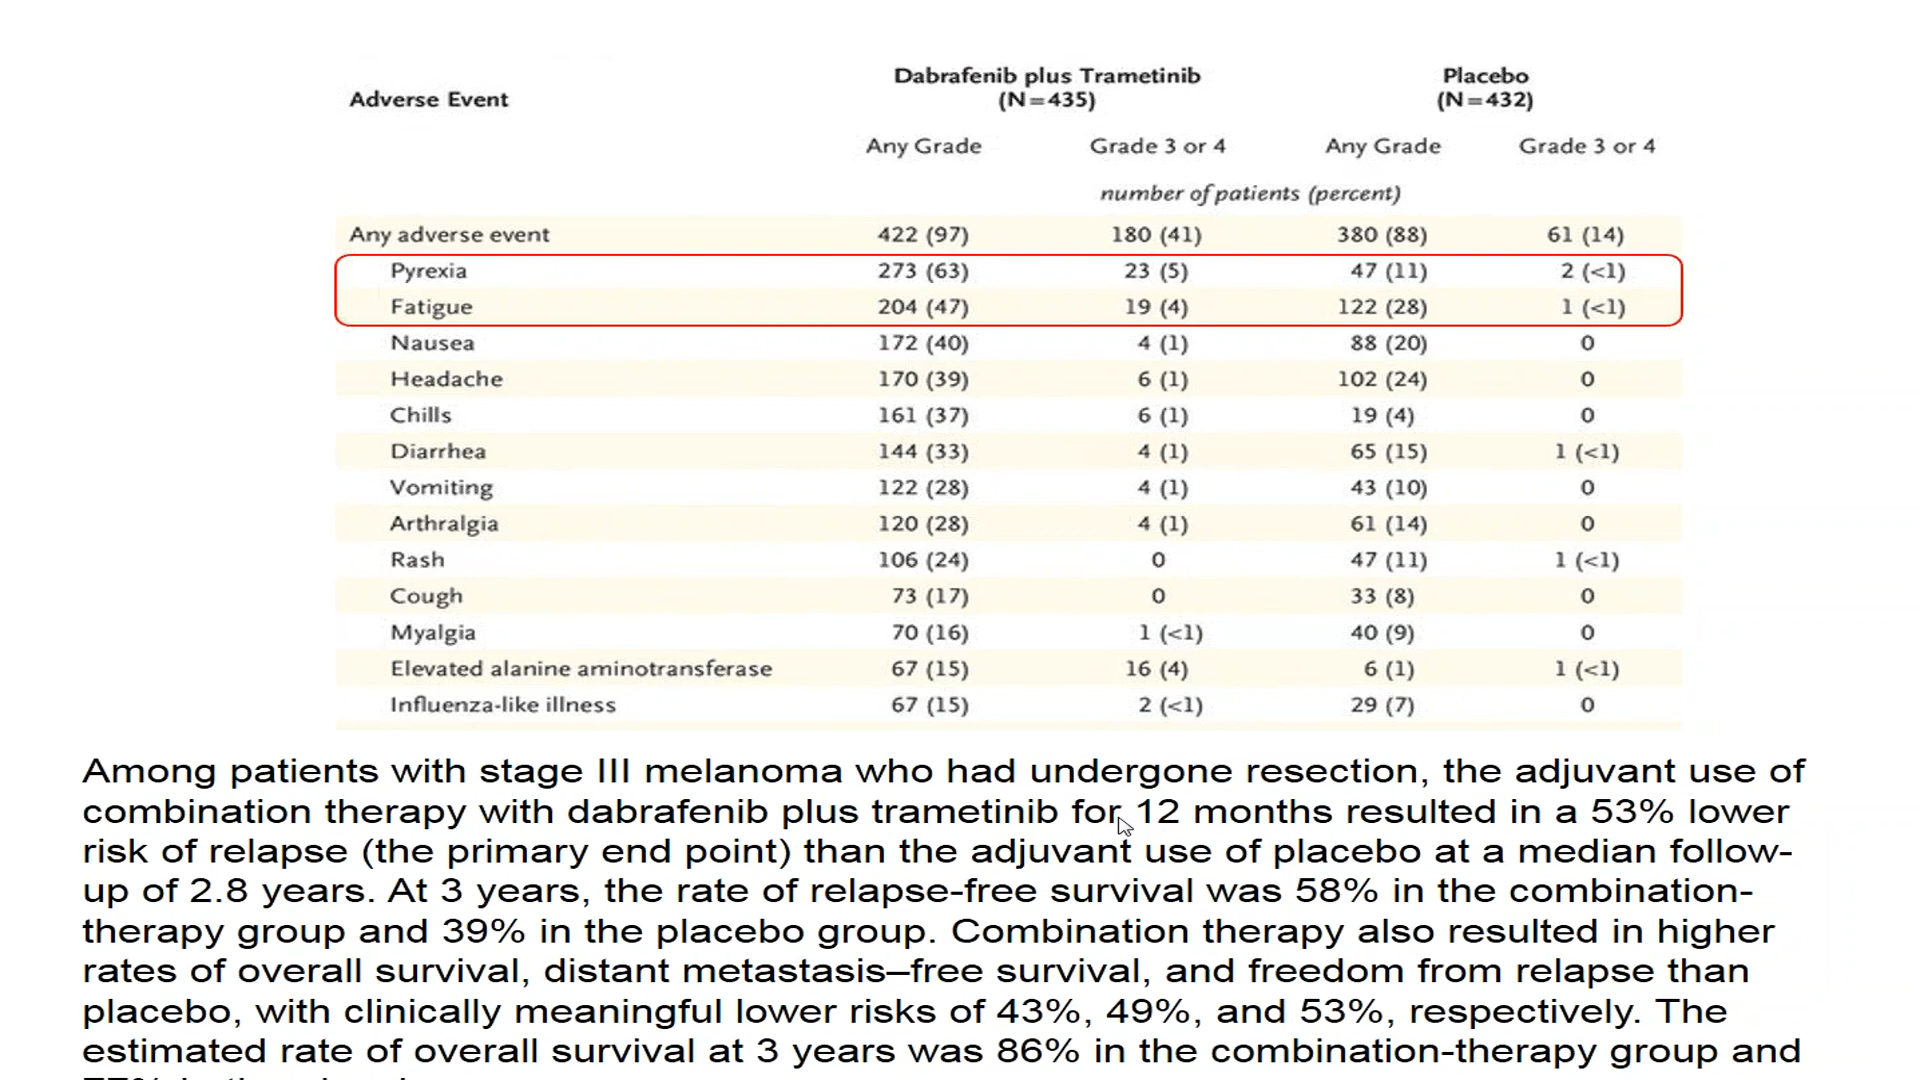 Dabrafenib plus Trametinib Placebo
Adverse Event (N=435) (N=432)
Any Grade Grade 3 or 4 Any Grade Grade 3 or 4
number of patients (percent)
Any adverse event 422 (97) 180 (41) 380 (88) 61 (14)
Pyrexia 273 (63) 23 (5) 47 (11) 2 (<1)
Fatigue 204 (47) 19 (4) 122 (28) 1 (<1)
Nausea 172 (40) 4 (1) 88 (20) 0
Headache 170 (39) 6 (1) 102 (24) 0
Chills 161 (37) 6 (1) 19 (4) 0
Diarrhea 144 (33) 4 (1) 65 (15) 1 (<1)
Vomiting 122 (28) 4 (1) 43 (10) 0
Arthralgia 120 (28) 4 (1) 61 (14) 0
Rash 106 (24) 0 47 (11) 1 (<1)
Cough 73 (17) 0 33 (8) 0
Myalgia 70 (16) 1 (<1) 40 (9) 0
Elevated alanine aminotransferase 67 (15) 16 (4) 6 (1) 1 (<1)
Influenza-like illness 67 (15) 2 (<1) 29 (7) 0
Among patients with stage III melanoma who had undergone resection, the adjuvant use of
combination therapy with dabrafenib plus trametinib for 12 months resulted in a 53% lower
risk of relapse (the primary end point) than the adjuvant use of placebo at a median follow-
up of 2.8 years. At 3 years, the rate of relapse-free survival was 58% in the combination-
therapy group and 39% in the placebo group. Combination therapy also resulted in higher
rates of overall survival, distant metastasis–free survival, and freedom from relapse than
placebo, with clinically meaningful lower risks of 43%, 49%, and 53%, respectively. The
estimated rate of overall survival at 3 years was 86% in the combination-therapy group and